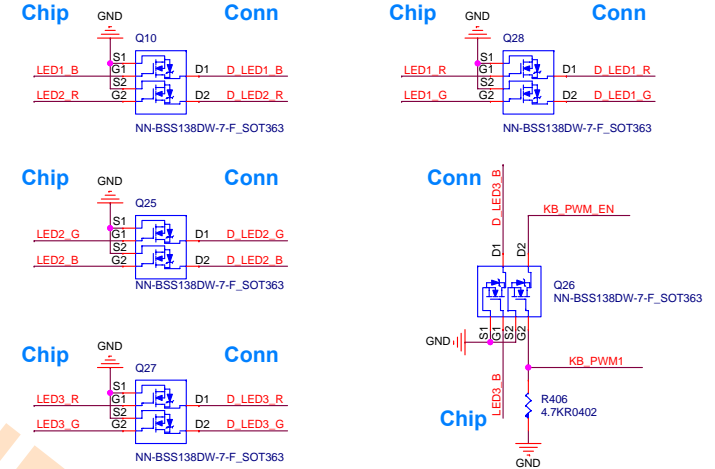 Chip GND Conn
Q10
S1
LED1_B G1 D1 D_LED1_B
S2
LED2_R G2 D2 D_LED2_R
NN-BSS138DW-7-F_SOT363
Chip GND Conn
Q28
S1
LED1_R G1 D1 D_LED1_R
S2
LED1_G G2 D2 D_LED1_G
NN-BSS138DW-7-F_SOT363
Chip GND Conn
Q25
S1
LED2_G G1 D1 D_LED2_G
S2
LED2_B G2 D2 D_LED2_B
NN-BSS138DW-7-F_SOT363
Conn
D_LED3_B
KB_PWM_EN
D1 D2
Q26
NN-BSS138DW-7-F_SOT363
GND S1 G1 S2 G2
KB_PWM1
LED3_B
Chip
R406
4.7KR0402
GND
Chip GND Conn
Q27
S1
LED3_R G1 D1 D_LED3_R
S2
LED3_G G2 D2 D_LED3_G
NN-BSS138DW-7-F_SOT363